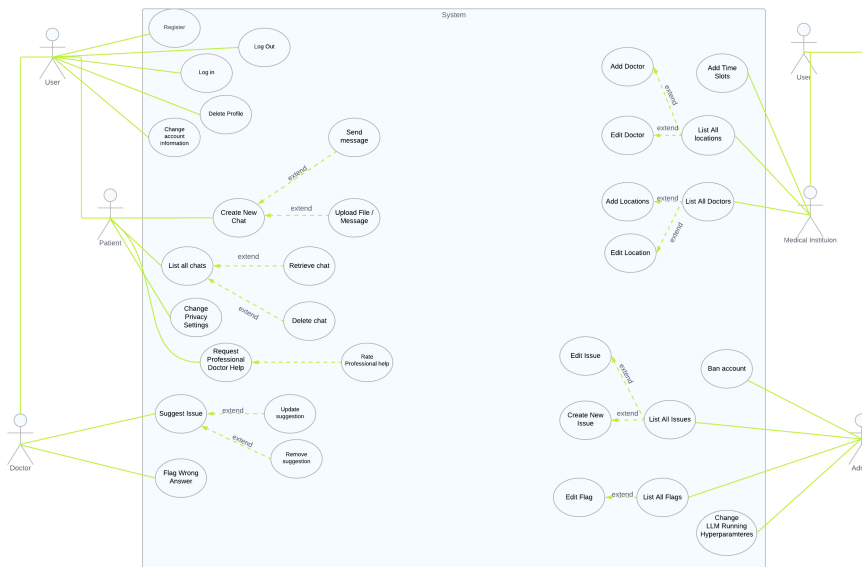 System
Register
Log Out
User
Log in
Delete Profile
Change
account
information
Send
message
extend
Create New
Chat
extend
Upload File /
Message
Patient
List all chats
extend
Retrieve chat
extend
Delete chat
Change
Privacy
Settings
Request
Professional
Doctor Help
Rate
Professional help
Suggest Issue
extend
Update
suggestion
extend
Remove
suggestion
Doctor
Flag Wrong
Answer
User
Add Doctor
Add Time
Slots
extend
Edit Doctor
extend
List All
locations
Add Locations
extend
List All Doctors
extend
Edit Location
Medical Instituion
Edit Issue
extend
Ban account
Create New
Issue
extend
List All Issues
Edit Flag
extend
List All Flags
Change
LLM Running
Hyperparamteres